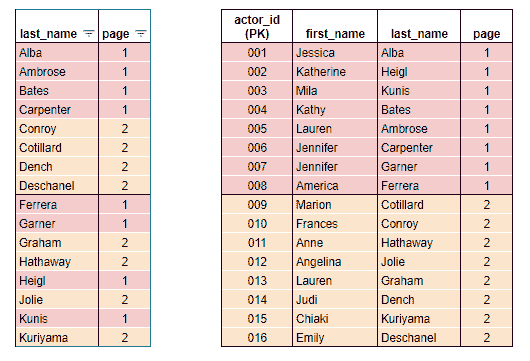 last_name page
Alba 1
Ambrose 1
Bates 1
Carpenter 1
Conroy 2
Cotillard 2
Dench 2
Deschanel 2
Ferrera 1
Garner 1
Graham 2
Hathaway 2
Heigl 1
Jolie 2
Kunis 1
Kuriyama 2
actor_id
(PK) first_name last_name page
001 Jessica Alba 1
002 Katherine Heigl 1
003 Mila Kunis 1
004 Kathy Bates 1
005 Lauren Ambrose 1
006 Jennifer Carpenter 1
007 Jennifer Garner 1
008 America Ferrera 1
009 Marion Cotillard 2
010 Frances Conroy 2
011 Anne Hathaway 2
012 Angelina Jolie 2
013 Lauren Graham 2
014 Judi Dench 2
015 Chiaki Kuriyama 2
016 Emily Deschanel 2